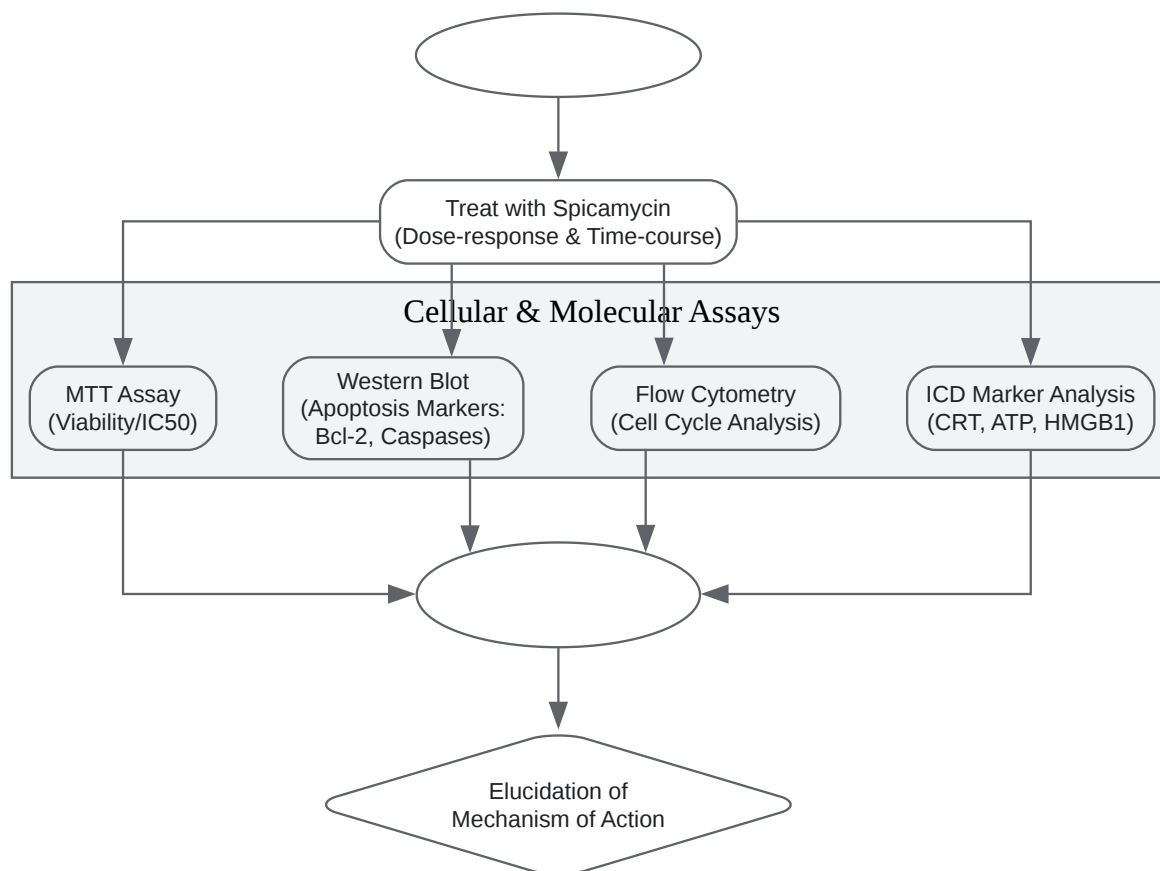 Treat with Spicamycin
(Dose-response & Time-course)
Cellular & Molecular Assays
MTT Assay
(Viability/IC50)
Western Blot
(Apoptosis Markers:
Bcl-2, Caspases)
Flow Cytometry
(Cell Cycle Analysis)
ICD Marker Analysis
(CRT, ATP, HMGB1)
Elucidation of
Mechanism of Action